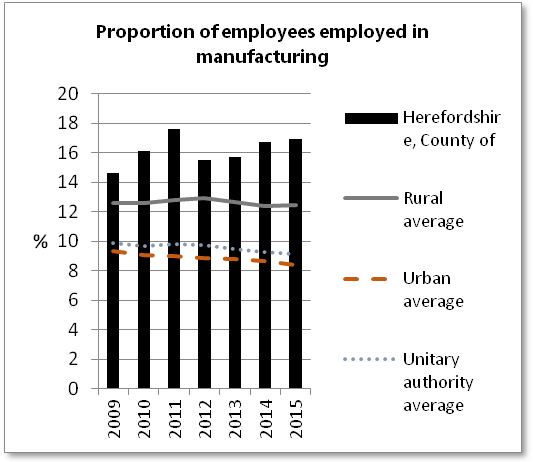 Proportion of employees employed in
manufacturing
20
18
16
14
12
10
8
6
4
2
0
%
2009
2010
2011
2012
2013
2014
2015
Herefordshir
e, County of
Rural
average
Urban
average
Unitary
authority
average